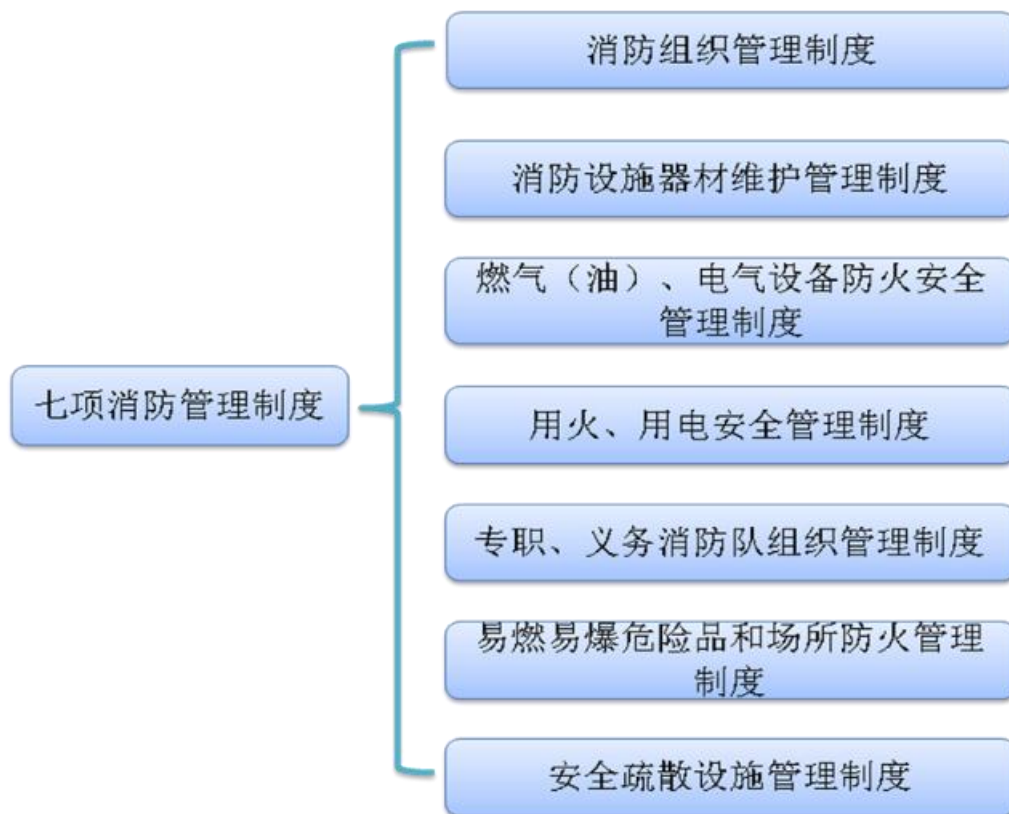 消防组织管理制度
消防设施器材维护管理制度
燃气（油）、电气设备防火安全
管理制度
七项消防管理制度
用火、用电安全管理制度
专职、义务消防队组织管理制度
易燃易爆危险品和场所防火管理
制度
安全疏散设施管理制度